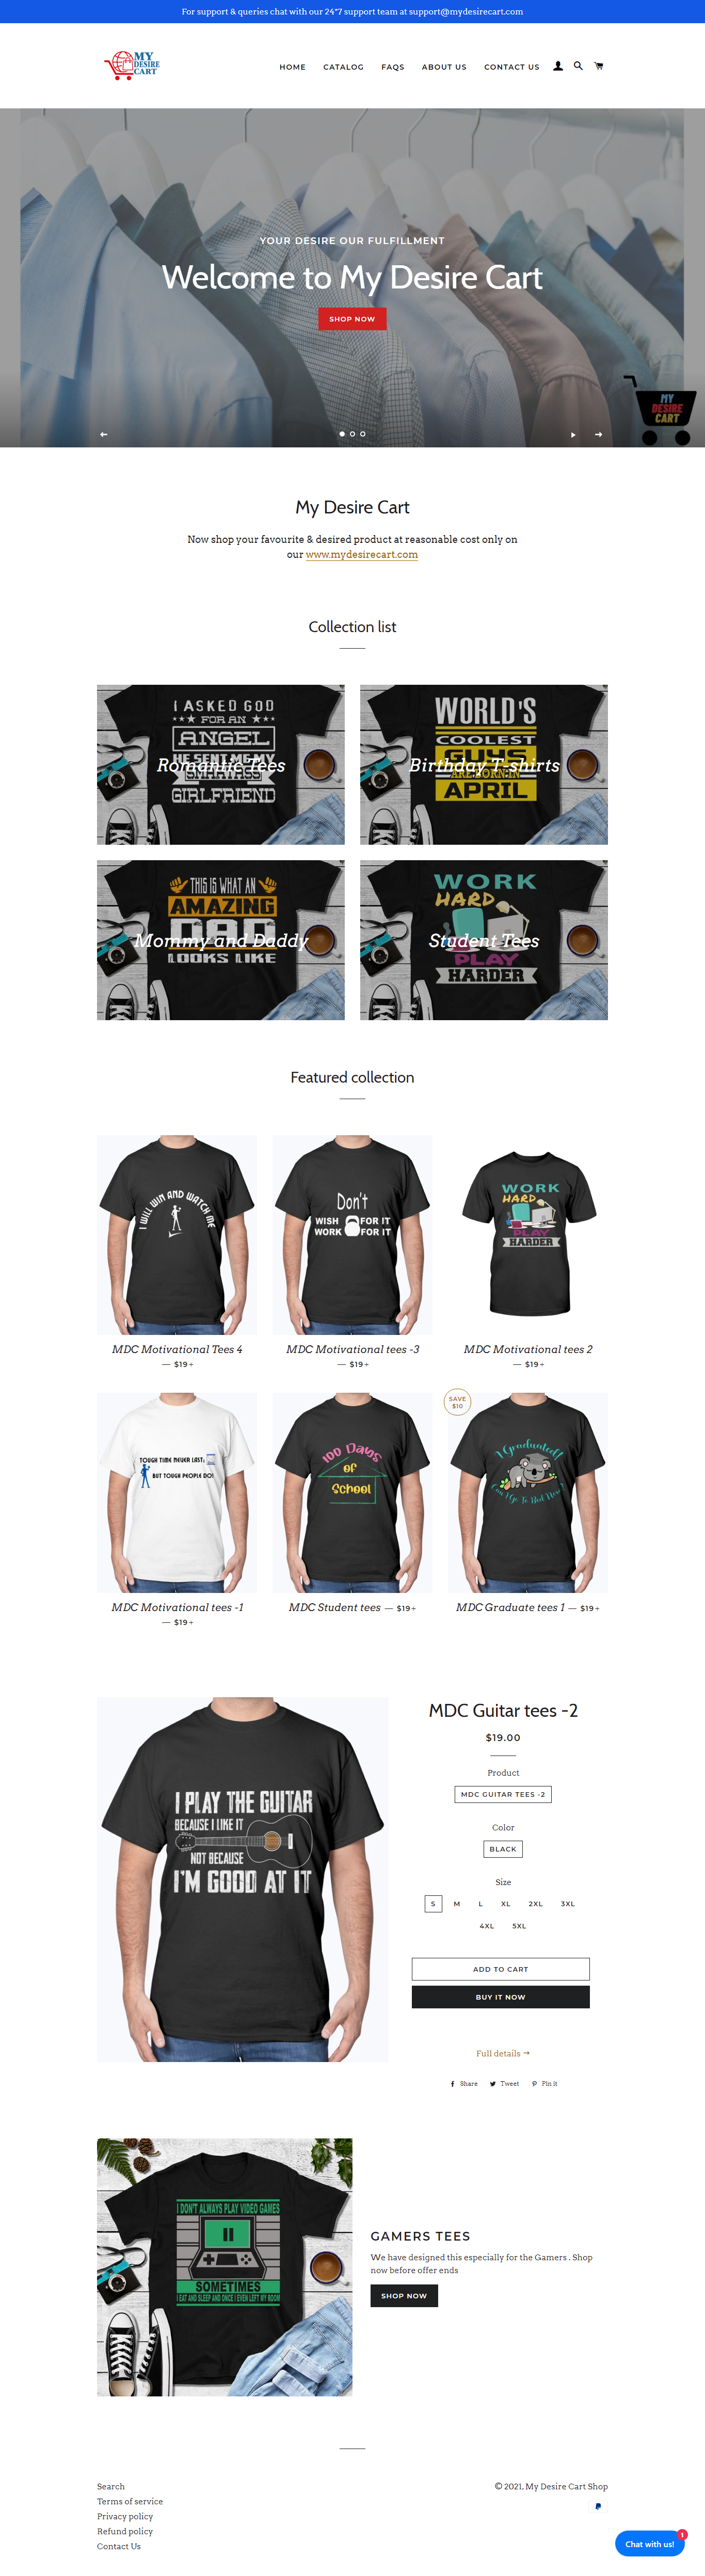 For support & queries chat with our 24*7 support team at support@mydesirecart.com
MY
DESIRE
CART
HOME
CATALOG
FAQS
ABOUT US
CONTACT US
YOUR DESIRE OUR FULFILLMENT
Welcome to My Desire Cart
SHOP NOW
MY
DESIRE
CART
My Desire Cart
Now shop your favourite & desired product at reasonable cost only on
our www.mydesirecart.com
Collection list
I ASKED GOD
FOR AN
ANGEL
HE SENT ME MY
SMARTASS
GIRLFRIEND
Romantic Tees
WORLD'S
COOLEST
GUYS
ARE BORN IN
APRIL
Birthday T-shirts
THIS IS WHAT AN
AMAZING
DAD
LOOKS LIKE
Mommy and Daddy
WORK
HARD
PLAY
HARDER
Student Tees
Featured collection
I WILL WIN AND WATCH ME
MDC Motivational Tees 4
— $19+
Don't
WISH FOR IT
WORK FOR IT
MDC Motivational tees -3
— $19+
WORK
HARD
PLAY
HARDER
MDC Motivational tees 2
— $19+
TOUGH TIME NEVER LAST,
BUT TOUGH PEOPLE DO!
MDC Motivational tees -1
— $19+
100 Days
of
School
MDC Student tees — $19+
SAVE
$10
I Graduated!
Can I Go To Bed Now?
MDC Graduate tees 1 — $19+
I PLAY THE GUITAR
BECAUSE I LIKE IT
NOT BECAUSE
I'M GOOD AT IT
MDC Guitar tees -2
$19.00
Product
MDC GUITAR TEES -2
Color
BLACK
Size
S M L XL 2XL 3XL
4XL 5XL
ADD TO CART
BUY IT NOW
Full details →
Share Tweet Pin it
I DON'T ALWAYS PLAY VIDEO GAMES
SOMETIMES
I EAT AND SLEEP AND ONCE I EVEN LEFT MY ROOM
GAMERS TEES
We have designed this especially for the Gamers . Shop
now before offer ends
SHOP NOW
Search
Terms of service
Privacy policy
Refund policy
Contact Us
© 2021, My Desire Cart Shop
Chat with us!
1